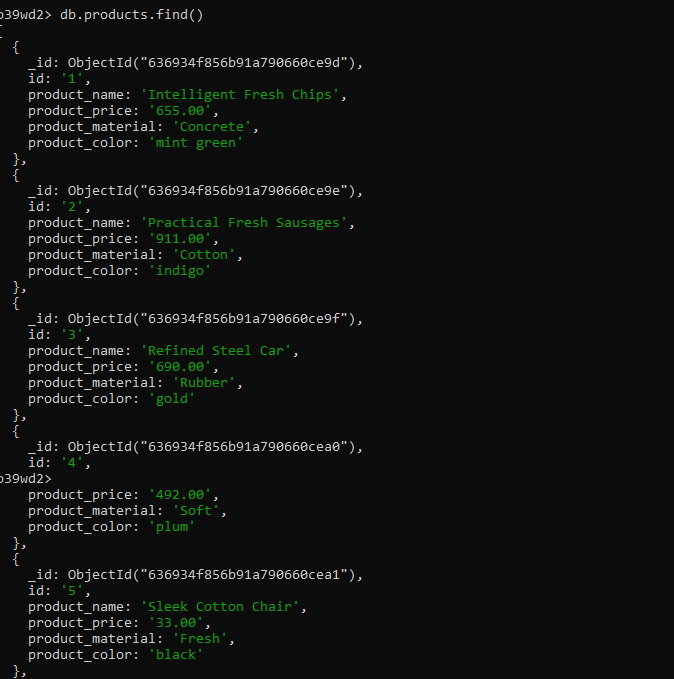 b39wd2> db.products.find()
[
{
_id: ObjectId("636934f856b91a790660ce9d"),
id: '1',
product_name: 'Intelligent Fresh Chips',
product_price: '655.00',
product_material: 'Concrete',
product_color: 'mint green'
},
{
_id: ObjectId("636934f856b91a790660ce9e"),
id: '2',
product_name: 'Practical Fresh Sausages',
product_price: '911.00',
product_material: 'Cotton',
product_color: 'indigo'
},
{
_id: ObjectId("636934f856b91a790660ce9f"),
id: '3',
product_name: 'Refined Steel Car',
product_price: '690.00',
product_material: 'Rubber',
product_color: 'gold'
},
{
_id: ObjectId("636934f856b91a790660cea0"),
id: '4',
b39wd2>
product_price: '492.00',
product_material: 'Soft',
product_color: 'plum'
},
{
_id: ObjectId("636934f856b91a790660cea1"),
id: '5',
product_name: 'Sleek Cotton Chair',
product_price: '33.00',
product_material: 'Fresh',
product_color: 'black'
},